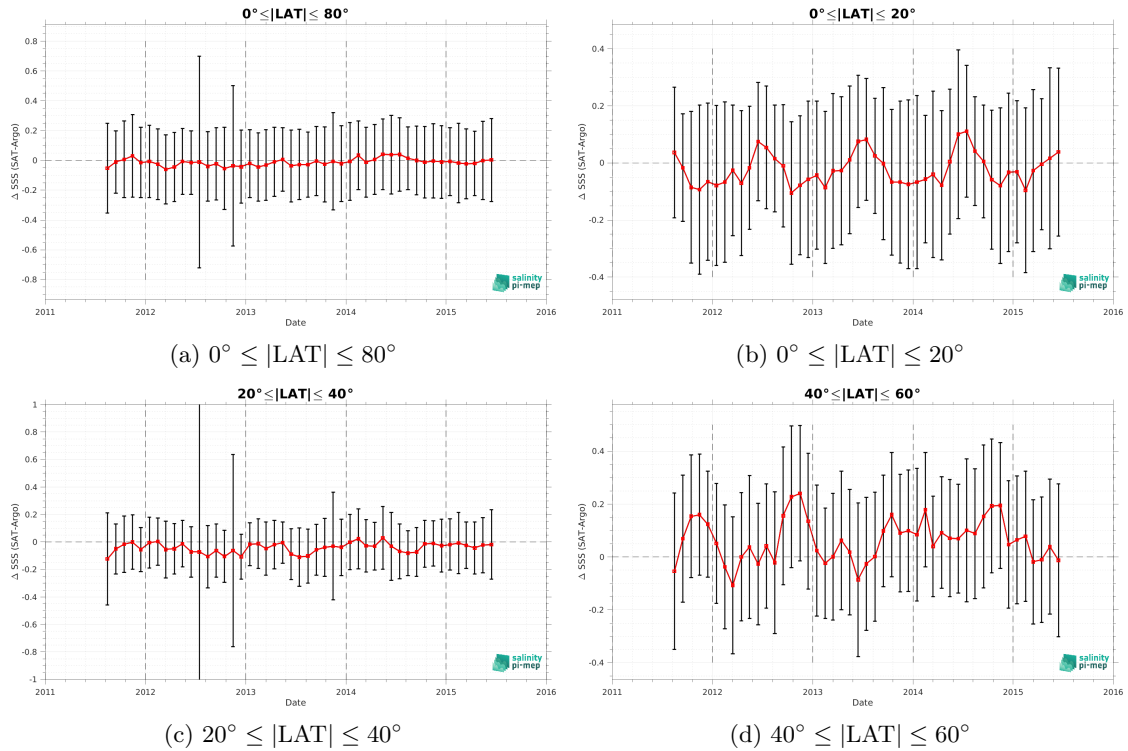 0°≤|LAT|≤ 80°
Δ SSS (SAT-Argo)
0.8
0.6
0.4
0.2
0
-0.2
-0.4
-0.6
-0.8
2011 2012 2013 2014 2015 2016
Date
salinity
pi-mep
(a) 0° ≤ |LAT| ≤ 80°
0°≤|LAT|≤ 20°
Δ SSS (SAT-Argo)
0.4
0.2
0
-0.2
-0.4
2011 2012 2013 2014 2015 2016
Date
salinity
pi-mep
(b) 0° ≤ |LAT| ≤ 20°
20°≤|LAT|≤ 40°
Δ SSS (SAT-Argo)
1
0.8
0.6
0.4
0.2
0
-0.2
-0.4
-0.6
-0.8
-1
2011 2012 2013 2014 2015 2016
Date
salinity
pi-mep
(c) 20° ≤ |LAT| ≤ 40°
40°≤|LAT|≤ 60°
Δ SSS (SAT-Argo)
0.4
0.2
0
-0.2
-0.4
2011 2012 2013 2014 2015 2016
Date
salinity
pi-mep
(d) 40° ≤ |LAT| ≤ 60°